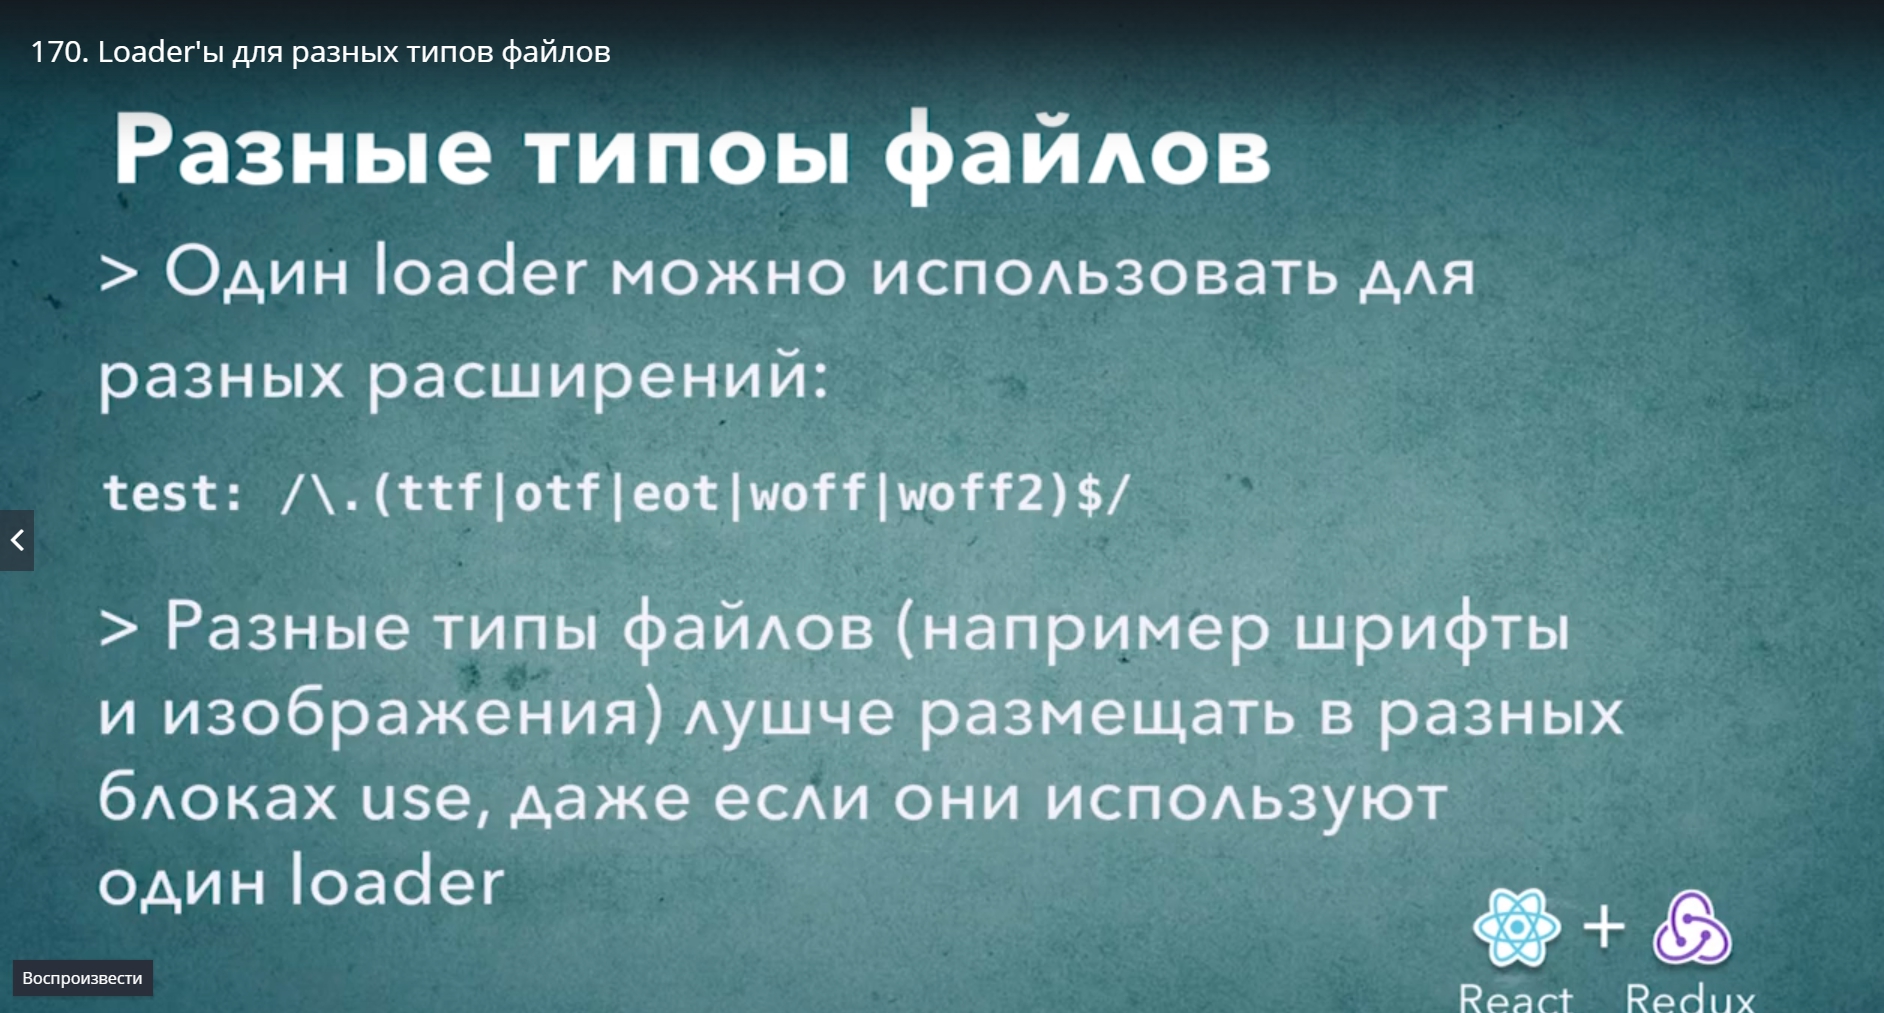 170. Loader'ы для разных типов файлов
Разные типоы файлов
> Один loader можно использовать для
разных расширений:
test: /\.(ttf|otf|eot|woff|woff2)$/
> Разные типы файлов (например шрифты
и изображения) лушче размещать в разных
блоках use, даже если они используют
один loader
Воспроизвести
+
React Redux